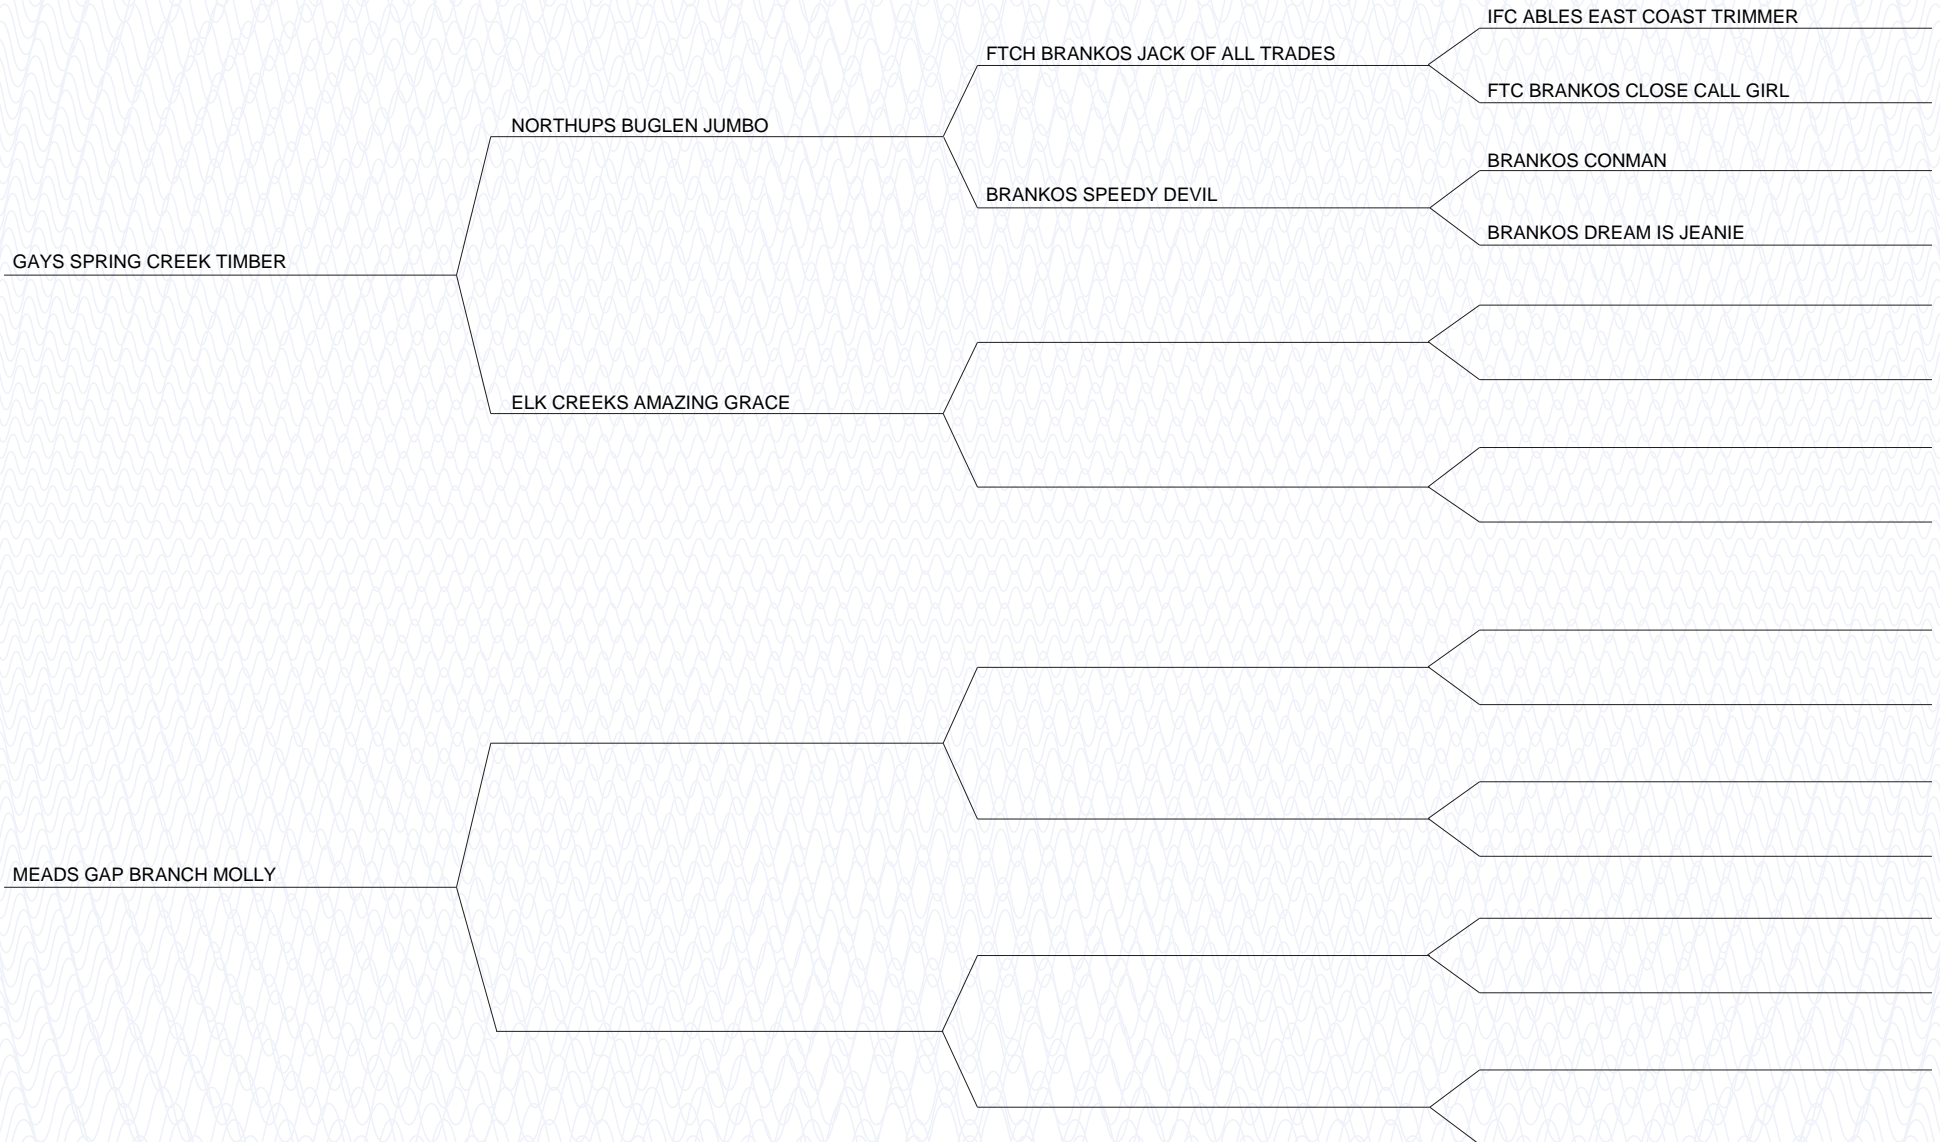 IFC ABLES EAST COAST TRIMMER
FTCH BRANKOS JACK OF ALL TRADES
FTC BRANKOS CLOSE CALL GIRL
NORTHUPS BUGLEN JUMBO
BRANKOS CONMAN
BRANKOS SPEEDY DEVIL
BRANKOS DREAM IS JEANIE
GAYS SPRING CREEK TIMBER
ELK CREEKS AMAZING GRACE
MEADS GAP BRANCH MOLLY